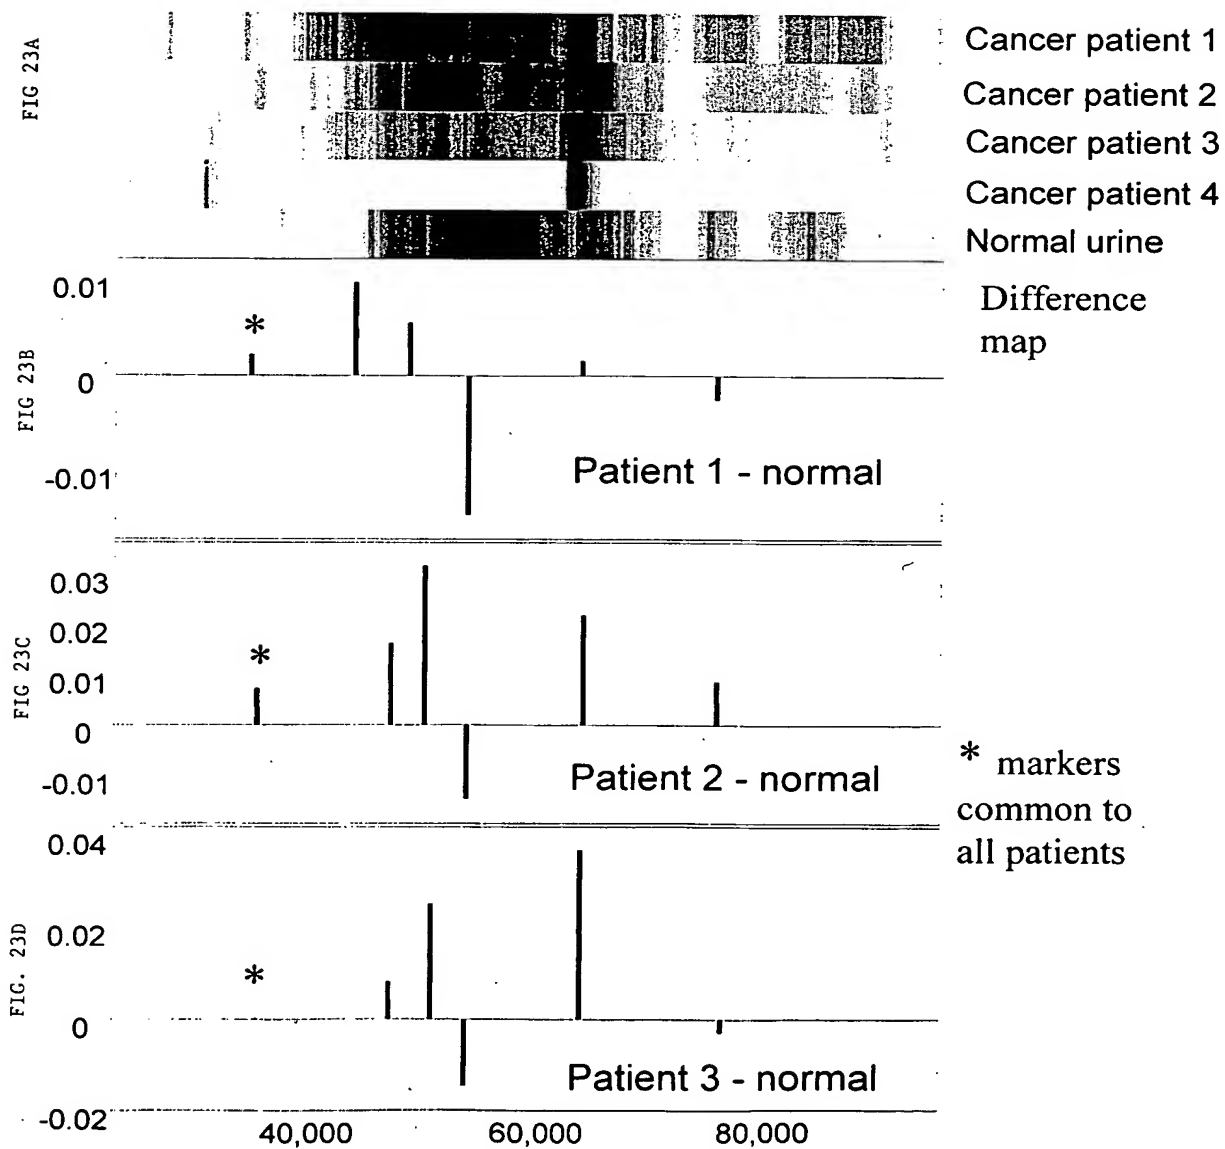 FIG 23A
Cancer patient 1
Cancer patient 2
Cancer patient 3
Cancer patient 4
Normal urine
Difference
map
FIG 23B
0.01
*
0
-0.01
Patient 1 - normal
FIG 23C
0.03
0.02
*
0.01
0
-0.01
Patient 2 - normal
* markers
common to
all patients
FIG. 23D
0.04
0.02
*
0
-0.02
Patient 3 - normal
40,000
60,000
80,000